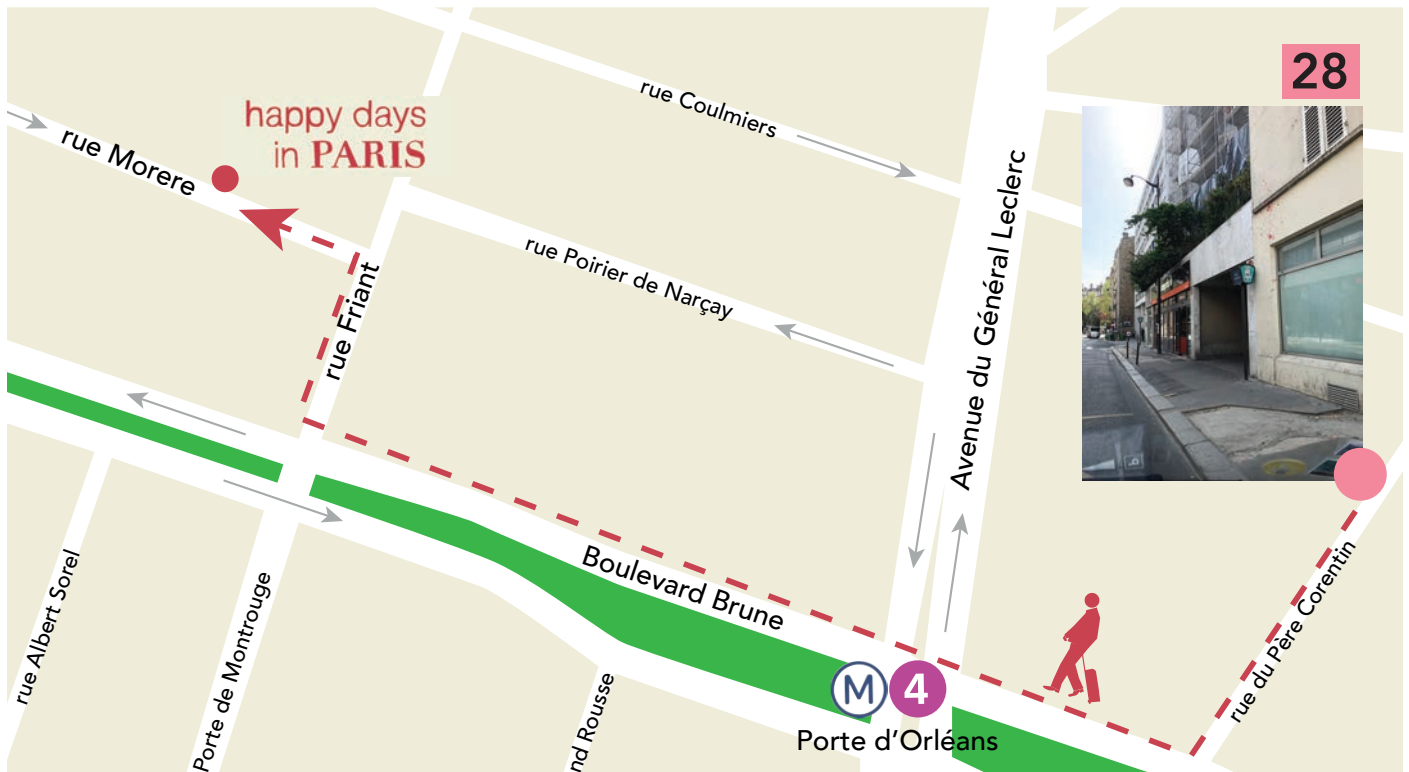 28
rue Coulmiers
happy days
in PARIS
rue Morere
Avenue du Général Leclerc
rue Poirier de Narçay
rue Friant
Boulevard Brune
rue du Père Corentin
rue Albert Sorel
Porte de Montrouge
nd Rousse
M 4
Porte d'Orléans